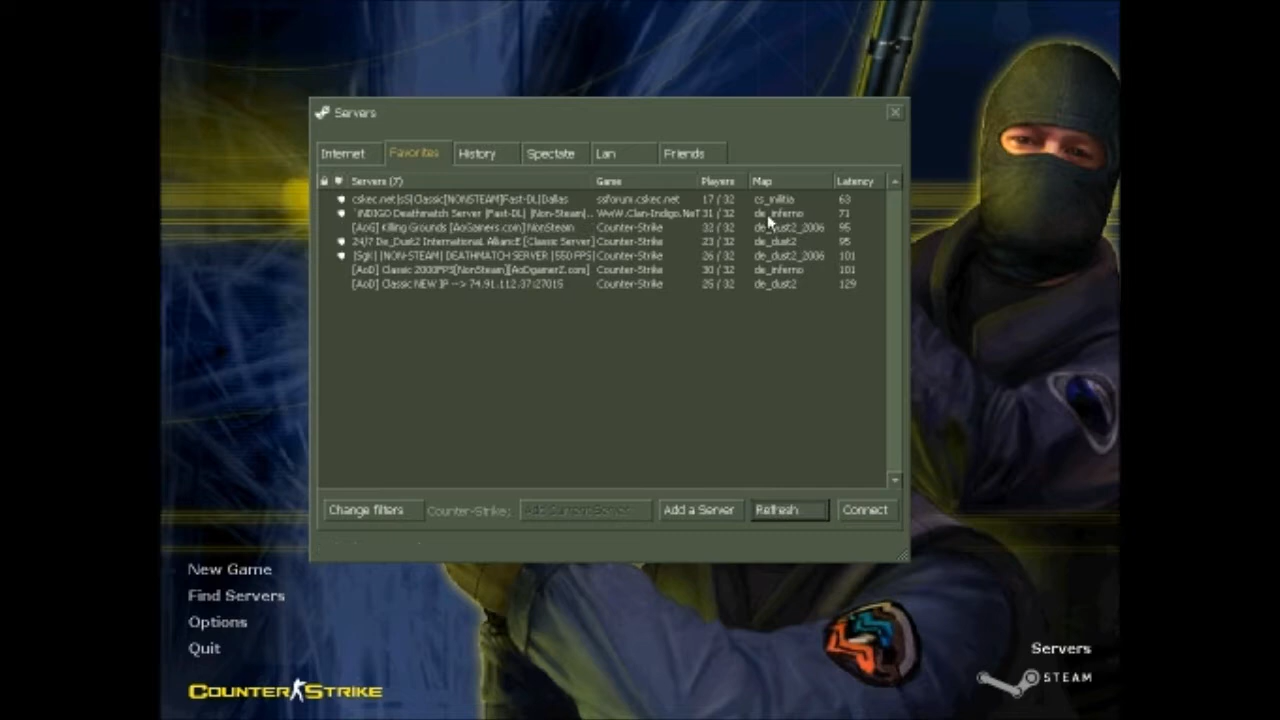 Servers
Internet Favorites History Spectate Lan Friends
Servers (7) Game Players Map Latency
cskec.net|sS|Classic[NONSTEAM]Fast-DL|Dallas ssforum.cskec.net 17 / 32 cs_militia 63
INDIGO Deathmatch Server |Fast-DL| |Non-Steam|... WwW.Clan-Indigo.NeT 31 / 32 de_inferno 71
[AoG] Killing Grounds [AoGamers.com]NonSteam Counter-Strike 32 / 32 de_dust2_2006 95
24/7 De_Dust2 InternationaL AlliancE [Classic Server] Counter-Strike 23 / 32 de_dust2 95
|NON-STEAM| DEATHMATCH SERVER |550 FPS| Counter-Strike 26 / 32 de_dust2_2006 101
[AoD] Classic 2000FPS[NonSteam][AoDgamerZ.com] Counter-Strike 30 / 32 de_inferno 101
[AoD] Classic NEW IP --> 74.91.112.37:27015 Counter-Strike 25 / 32 de_dust2 129
Change filters Counter-Strike; Add Current Server Add a Server Refresh Connect
New Game
Find Servers
Options
Quit
Servers
COUNTER STRIKE
STEAM